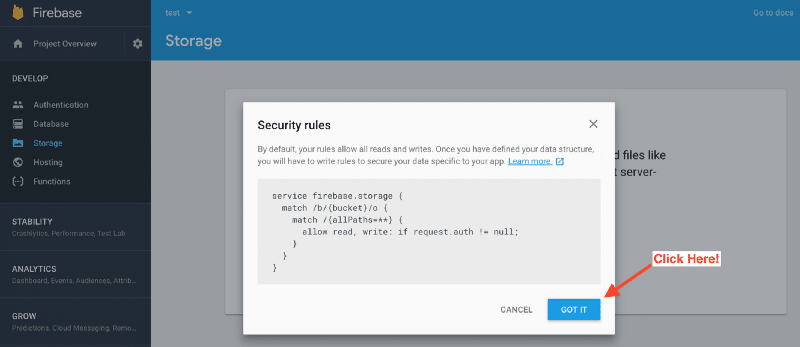 Firebase
test
Go to docs
Project Overview
Storage
DEVELOP
Authentication
Database
Storage
Hosting
Functions
STABILITY
Crashlytics, Performance, Test Lab
ANALYTICS
Dashboard, Events, Audiences, Attrib...
GROW
Predictions, Cloud Messaging, Remo...
d files like
t server-
Security rules
By default, your rules allow all reads and writes. Once you have defined your data structure,
you will have to write rules to secure your data specific to your app. Learn more
service firebase.storage {
match /b/{bucket}/o {
match /{allPaths=**} {
allow read, write: if request.auth != null;
}
}
}
CANCEL
GOT IT
Click Here!